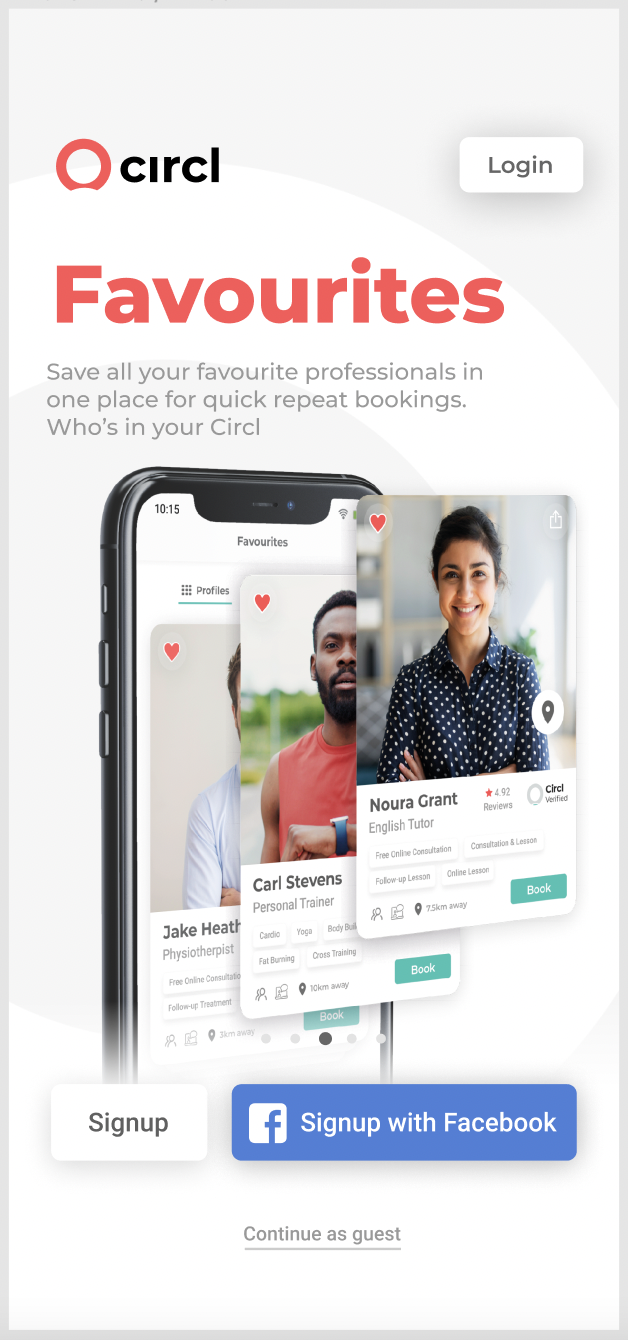 cırcl
Login
Favourites
Save all your favourite professionals in
one place for quick repeat bookings.
Who's in your Circl
10:15
Favourites
Profiles
Noura Grant
4.92
Reviews
Circl
Verified
English Tutor
Free Online Consultation
Consultation & Lesson
Follow-up Lesson
Online Lesson
7.5km away
Book
Carl Stevens
Personal Trainer
Cardio
Yoga
Body
Fat Burning
Cross Training
10km away
Book
Jake
Physiotherpist
Free Online
Follow-up Treatment
3km away
Book
Signup
Signup with Facebook
Continue as guest